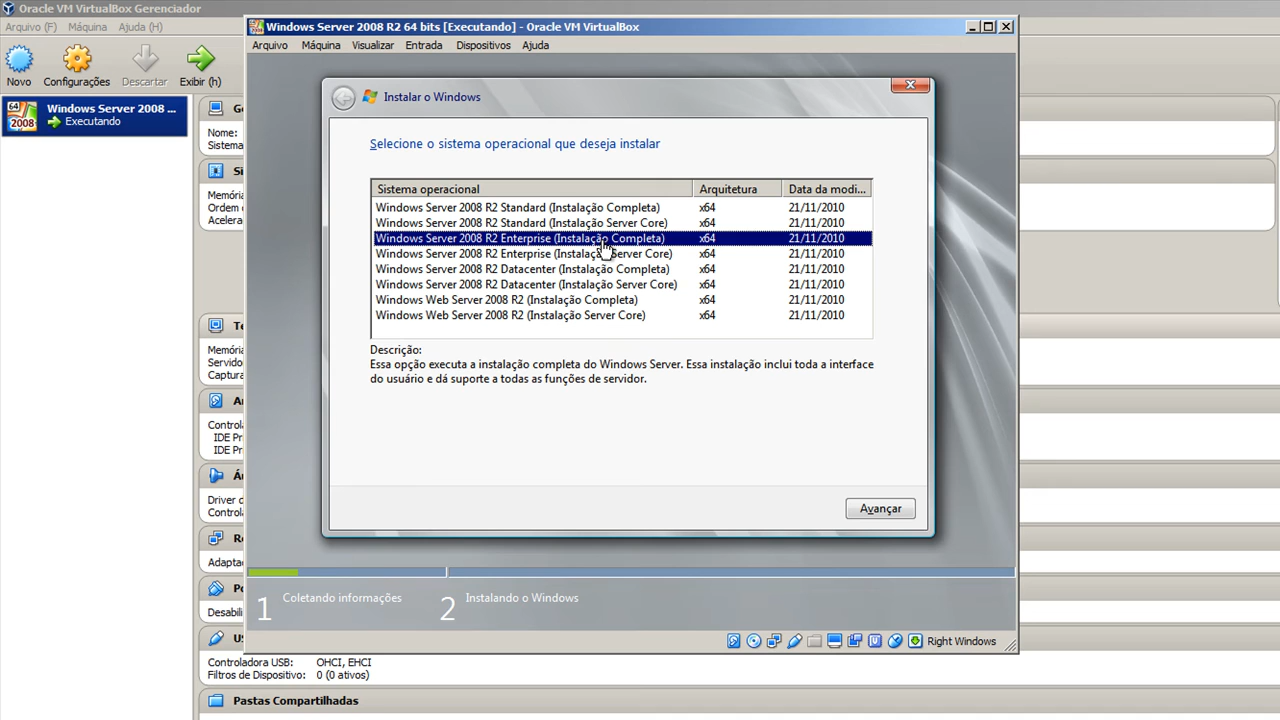 Oracle VM VirtualBox Gerenciador
Arquivo (F) Máquina Ajuda (H)
Novo Configurações Descartar Exibir (h)
64 2008 Windows Server 2008 ...
Executando
Nome:
Sistema
Memória
Ordem d
Acelera
Memória
Servido
Captura
Control
IDE Pr
IDE Pr
Driver d
Control
Adapta
Desabili
Controladora USB: OHCI, EHCI
Filtros de Dispositivo: 0 (0 ativos)
Pastas Compartilhadas
Windows Server 2008 R2 64 bits [Executando] - Oracle VM VirtualBox
Arquivo Máquina Visualizar Entrada Dispositivos Ajuda
Instalar o Windows
Selecione o sistema operacional que deseja instalar
Sistema operacional Arquitetura Data da modi...
Windows Server 2008 R2 Standard (Instalação Completa) x64 21/11/2010
Windows Server 2008 R2 Standard (Instalação Server Core) x64 21/11/2010
Windows Server 2008 R2 Enterprise (Instalação Completa) x64 21/11/2010
Windows Server 2008 R2 Enterprise (Instalação Server Core) x64 21/11/2010
Windows Server 2008 R2 Datacenter (Instalação Completa) x64 21/11/2010
Windows Server 2008 R2 Datacenter (Instalação Server Core) x64 21/11/2010
Windows Web Server 2008 R2 (Instalação Completa) x64 21/11/2010
Windows Web Server 2008 R2 (Instalação Server Core) x64 21/11/2010
Descrição:
Essa opção executa a instalação completa do Windows Server. Essa instalação inclui toda a interface
do usuário e dá suporte a todas as funções de servidor.
Avançar
1 Coletando informações 2 Instalando o Windows
Right Windows